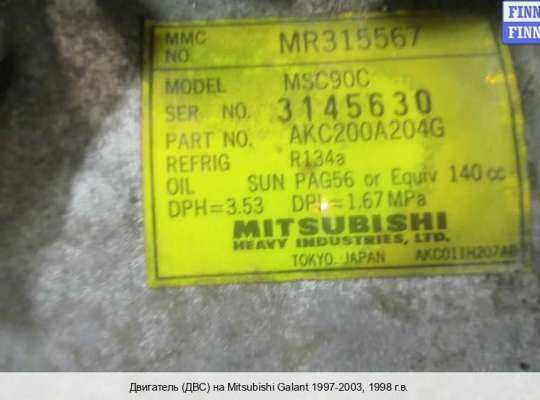 FINN
FINN
MMC NO. MR315567
MODEL MSC90C
SER NO. 3145630
PART NO. AKC200A204G
REFRIG R134a
OIL SUN PAG56 or Equiv 140 cc
DPH=3.53 DPL=1.67 MPa
MITSUBISHI
HEAVY INDUSTRIES, LTD.
TOKYO. JAPAN AKC011H207AB
Двигатель (ДВС) на Mitsubishi Galant 1997-2003, 1998 г.в.